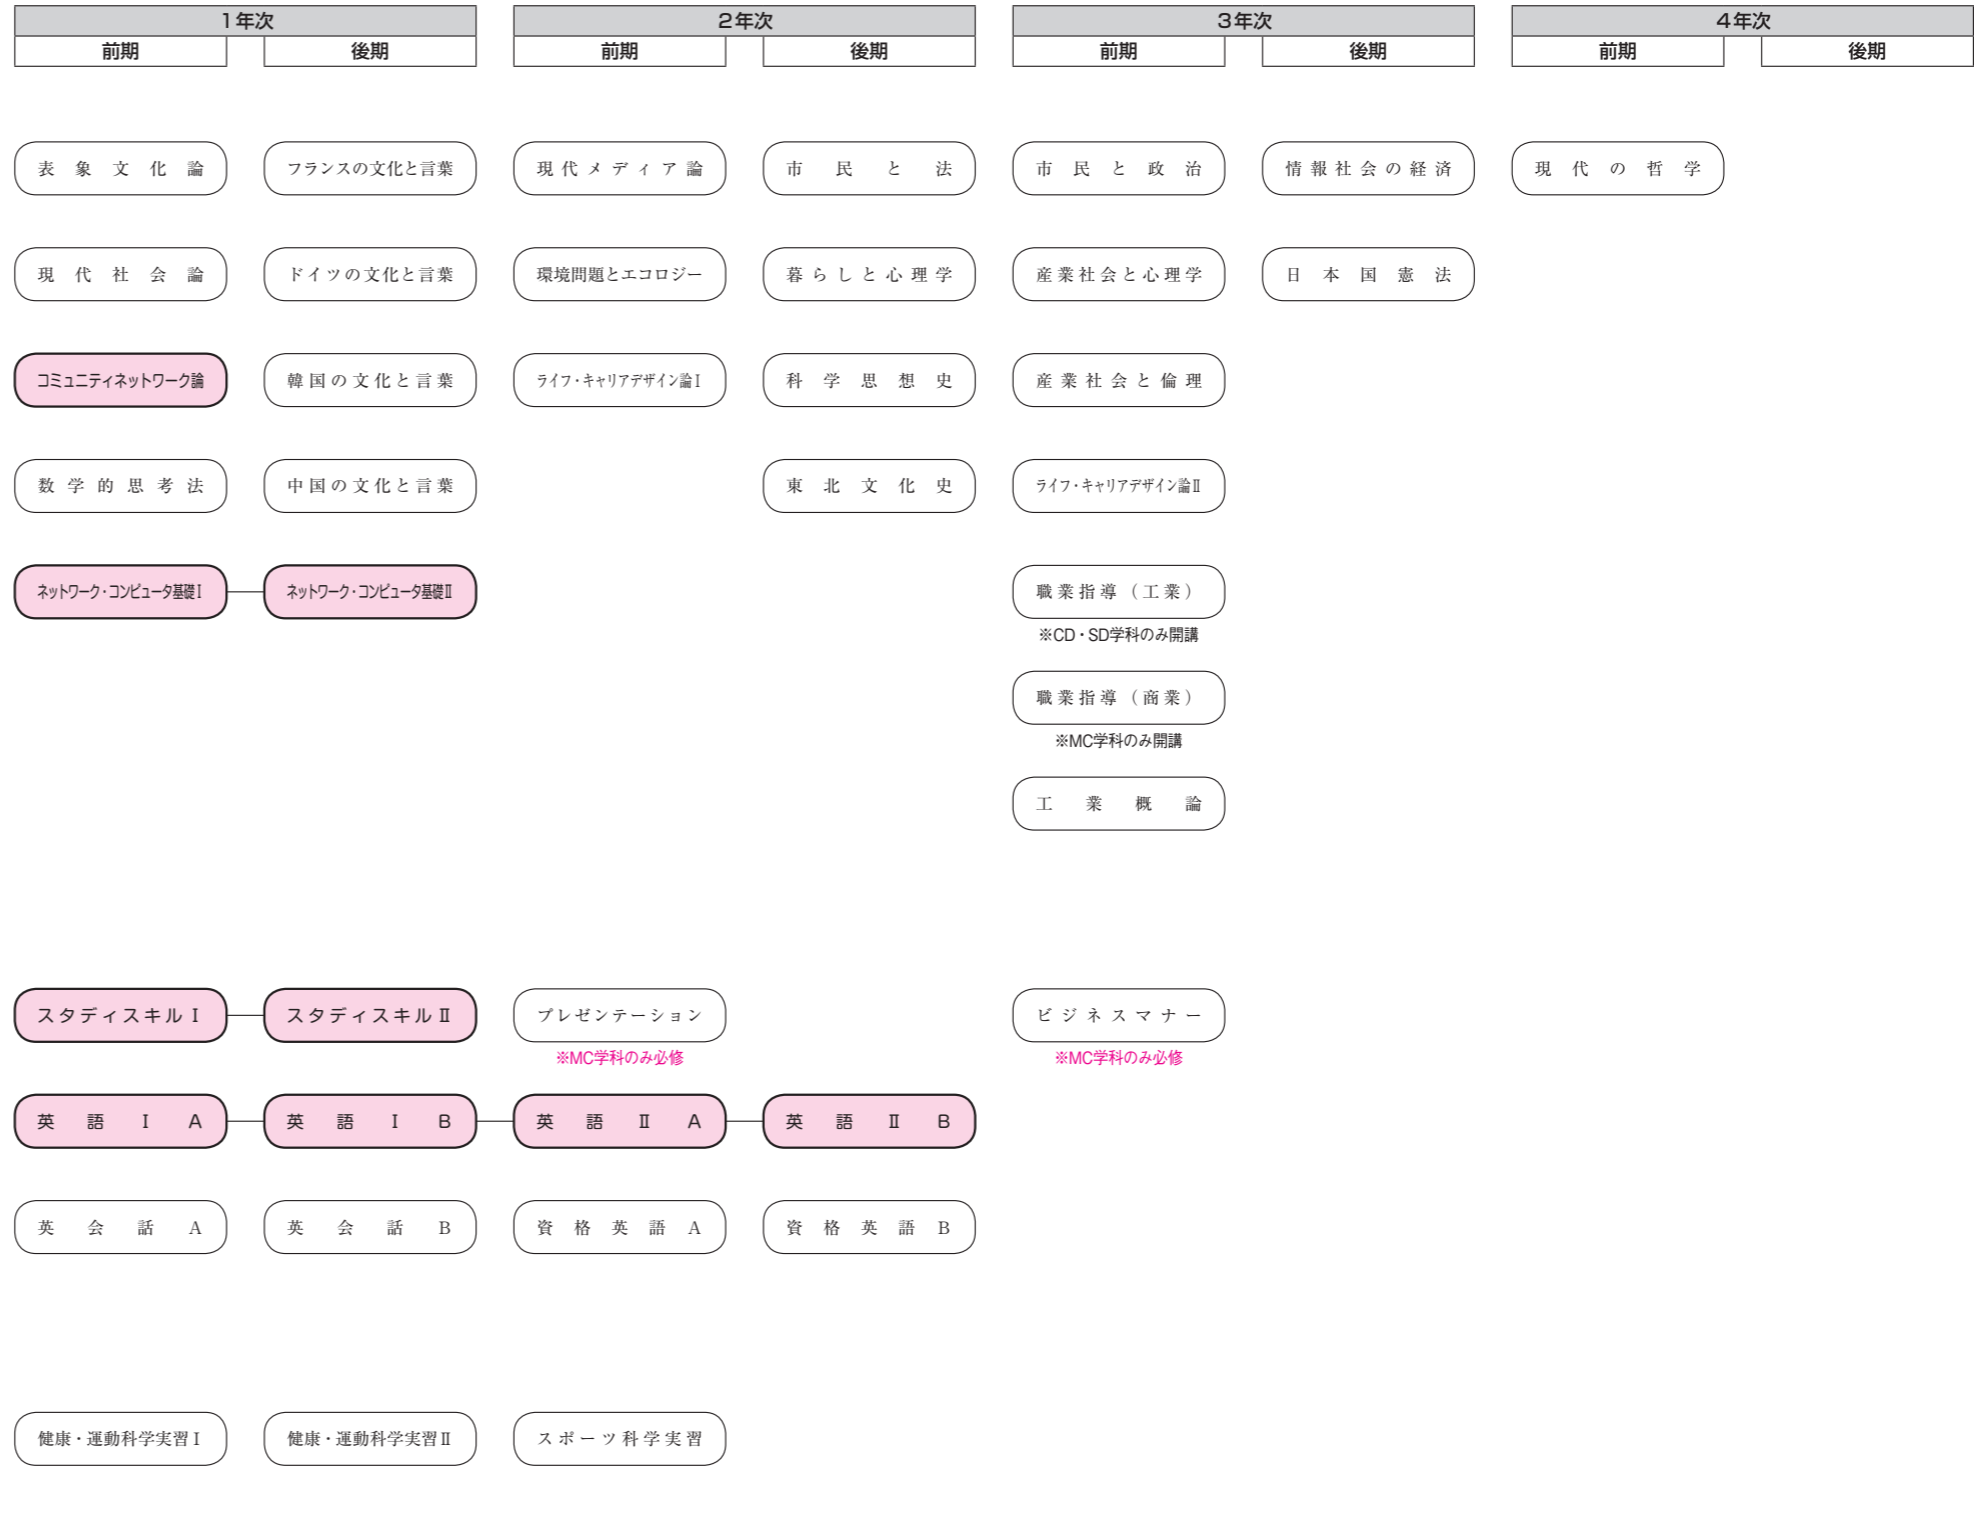 1年次 2年次 3年次 4年次
前期 後期 前期 後期 前期 後期 前期 後期
表象文化論 フランスの文化と言葉 現代メディア論 市民と法 市民と政治 情報社会の経済 現代の哲学
現代社会論 ドイツの文化と言葉 環境問題とエコロジー 暮らしと心理学 産業社会と心理学 日本国憲法
コミュニティネットワーク論 韓国の文化と言葉 ライフ・キャリアデザイン論Ⅰ 科学思想史 産業社会と倫理
数学的思考法 中国の文化と言葉 東北文化史 ライフ・キャリアデザイン論Ⅱ
ネットワーク・コンピュータ基礎Ⅰ ネットワーク・コンピュータ基礎Ⅱ 職業指導（工業）
※CD・SD学科のみ開講
職業指導（商業）
※MC学科のみ開講
工業概論
スタディスキルⅠ スタディスキルⅡ プレゼンテーション ビジネスマナー
※MC学科のみ必修 ※MC学科のみ必修
英語ⅠA 英語ⅠB 英語ⅡA 英語ⅡB
英会話A 英会話B 資格英語A 資格英語B
健康・運動科学実習Ⅰ 健康・運動科学実習Ⅱ スポーツ科学実習